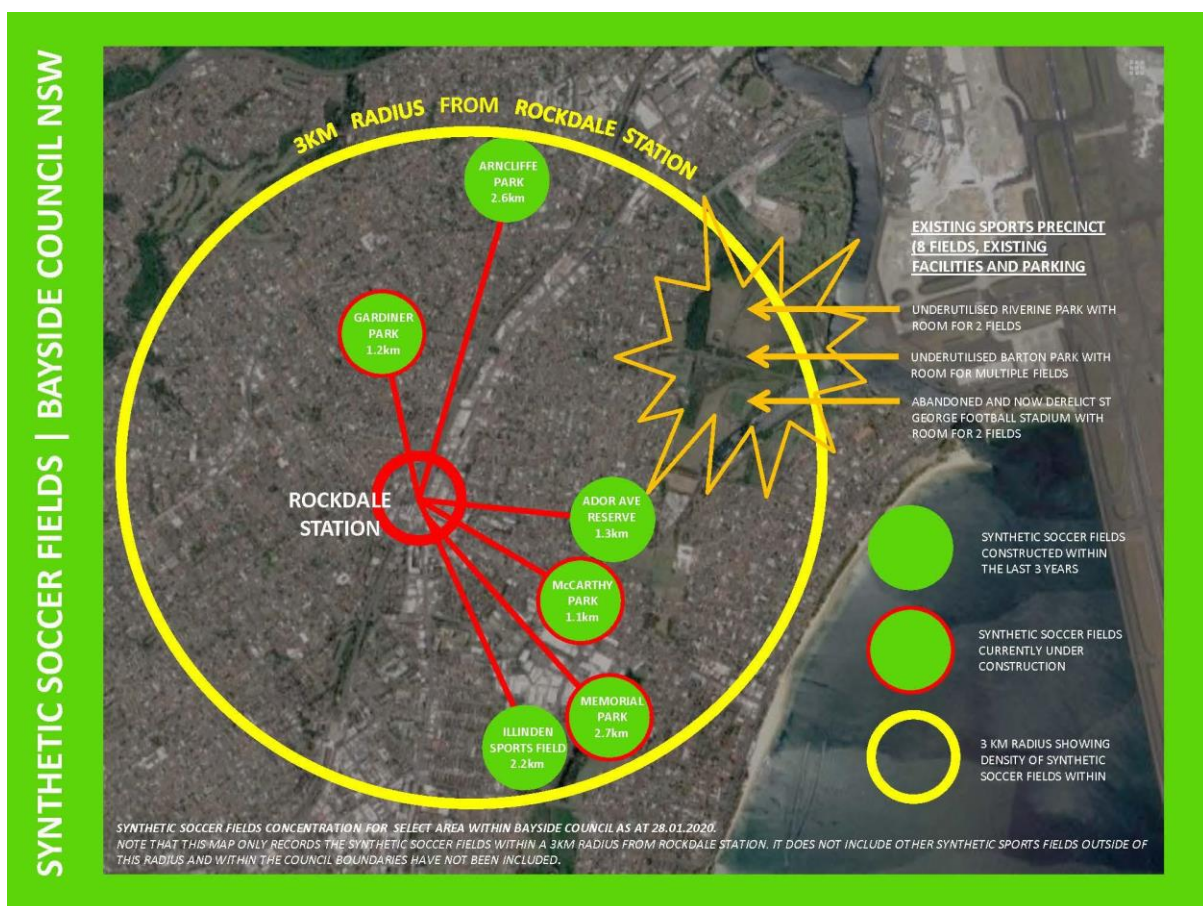 SYNTHETIC SOCCER FIELDS | BAYSIDE COUNCIL NSW
3KM RADIUS FROM ROCKDALE STATION
ARNCLIFFE
PARK
2.6km
GARDINER
PARK
1.2km
ROCKDALE
STATION
ADOR AVE
RESERVE
1.3km
McCARTHY
PARK
1.1km
MEMORIAL
PARK
2.7km
ILLINDEN
SPORTS FIELD
2.2km
EXISTING SPORTS PRECINCT
(8 FIELDS, EXISTING
FACILITIES AND PARKING
UNDERUTILISED RIVERINE PARK WITH
ROOM FOR 2 FIELDS
UNDERUTILISED BARTON PARK WITH
ROOM FOR MULTIPLE FIELDS
ABANDONED AND NOW DERELICT ST
GEORGE FOOTBALL STADIUM WITH
ROOM FOR 2 FIELDS
SYNTHETIC SOCCER FIELDS
CONSTRUCTED WITHIN
THE LAST 3 YEARS
SYNTHETIC SOCCER FIELDS
CURRENTLY UNDER
CONSTRUCTION
3 KM RADIUS SHOWING
DENSITY OF SYNTHETIC
SOCCER FIELDS WITHIN
SYNTHETIC SOCCER FIELDS CONCENTRATION FOR SELECT AREA WITHIN BAYSIDE COUNCIL AS AT 28.01.2020.
NOTE THAT THIS MAP ONLY RECORDS THE SYNTHETIC SOCCER FIELDS WITHIN A 3KM RADIUS FROM ROCKDALE STATION. IT DOES NOT INCLUDE OTHER SYNTHETIC SPORTS FIELDS OUTSIDE OF
THIS RADIUS AND WITHIN THE COUNCIL BOUNDARIES HAVE NOT BEEN INCLUDED.